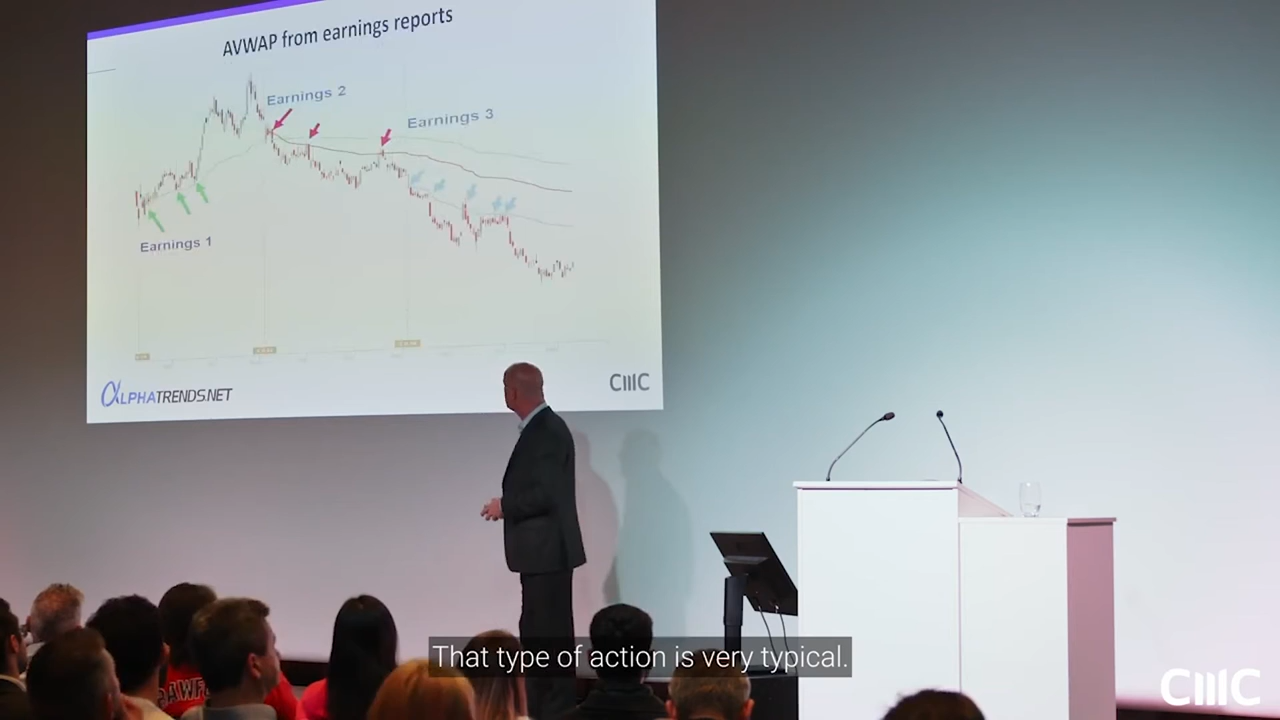 AVWAP from earnings reports
Earnings 2
Earnings 3
Earnings 1
ALPHATRENDS.NET
CMC
That type of action is very typical.
CMC